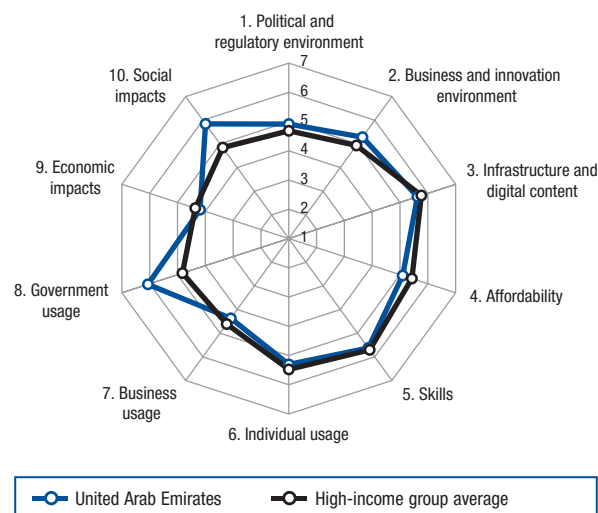 1. Political and
regulatory environment
2. Business and innovation
environment
3. Infrastructure and
digital content
4. Affordability
5. Skills
6. Individual usage
7. Business
usage
8. Government
usage
9. Economic
impacts
10. Social
impacts
7
6
5
4
3
2
1
United Arab Emirates
High-income group average